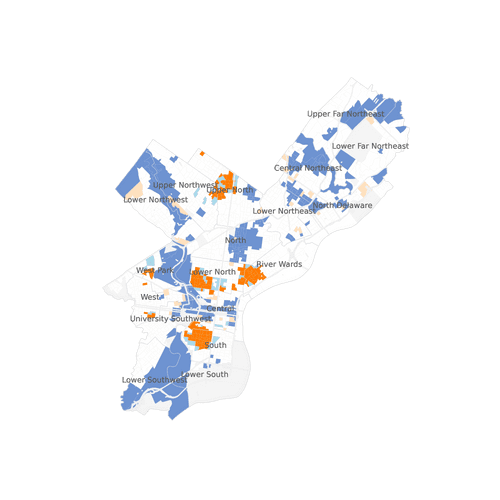 Upper Far Northeast
Lower Far Northeast
Central Northeast
Upper Northwest
Upper North
Lower Northwest
North Delaware
Lower Northeast
North
River Wards
West Park
Lower North
West
Central
University Southwest
South
Lower South
Lower Southwest